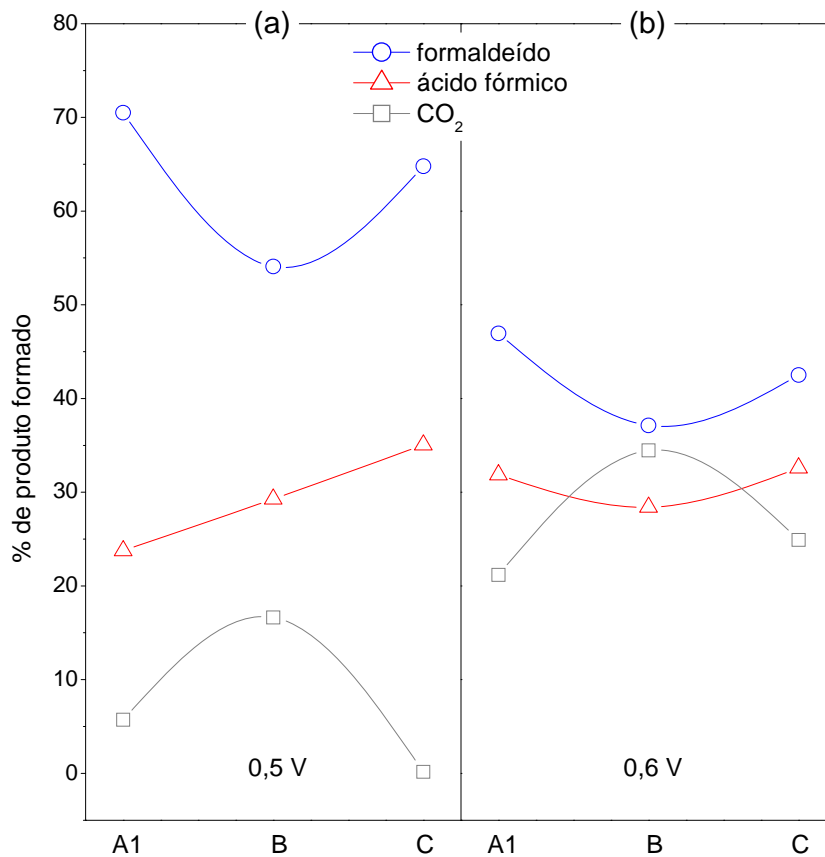 (a)
(b)
formaldeído
ácido fórmico
CO₂
% de produto formado
80
70
60
50
40
30
20
10
0
0,5 V
0,6 V
A1 B C A1 B C